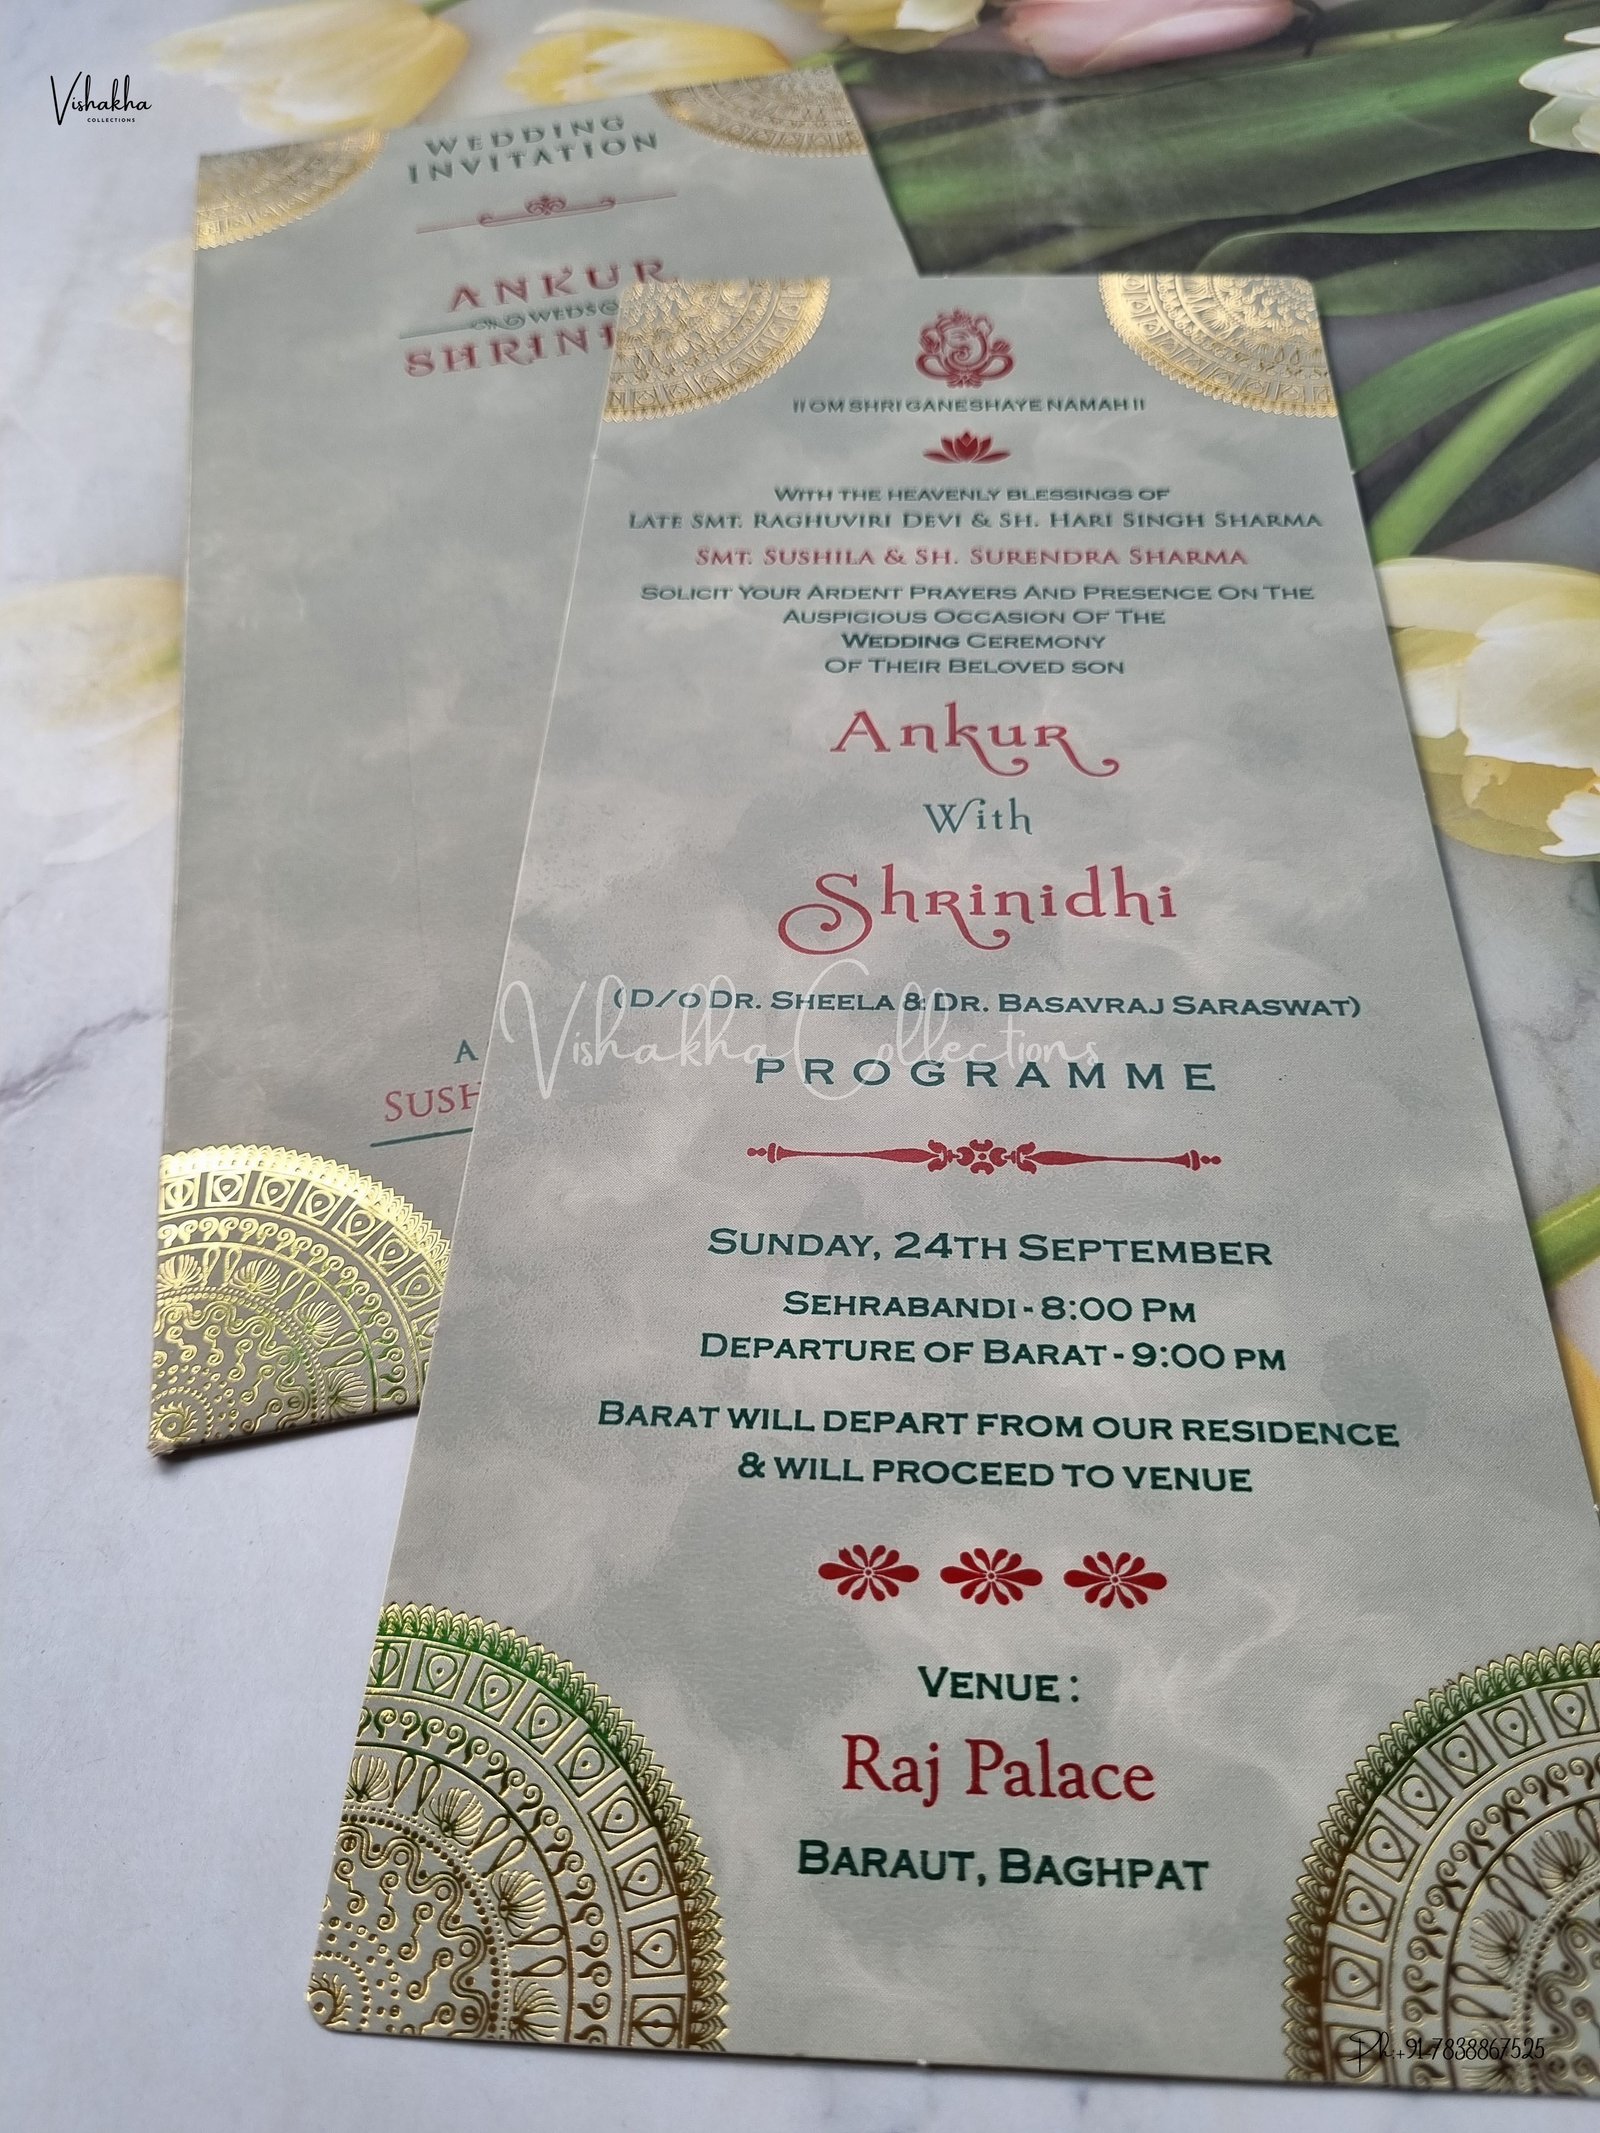 Vishakha
COLLECTIONS
WEDDING
INVITATION
ANKUR
WEDS
॥ OM SHRI GANESHAYE NAMAH ॥
WITH THE HEAVENLY BLESSINGS OF
LATE SMT. RAGHUVIRI DEVI & SH. HARI SINGH SHARMA
SMT. SUSHILA & SH. SURENDRA SHARMA
SOLICIT YOUR ARDENT PRAYERS AND PRESENCE ON THE
AUSPICIOUS OCCASION OF THE
WEDDING CEREMONY
OF THEIR BELOVED SON
Ankur
With
Shrinidhi
(D/O DR. SHEELA & DR. BASAVRAJ SARASWAT)
Vishakha Collections
PROGRAMME
SUNDAY, 24TH SEPTEMBER
SEHRABANDI - 8:00 PM
DEPARTURE OF BARAT - 9:00 PM
BARAT WILL DEPART FROM OUR RESIDENCE
& WILL PROCEED TO VENUE
VENUE :
Raj Palace
BARAUT, BAGHPAT
Ph:+91-7838867525